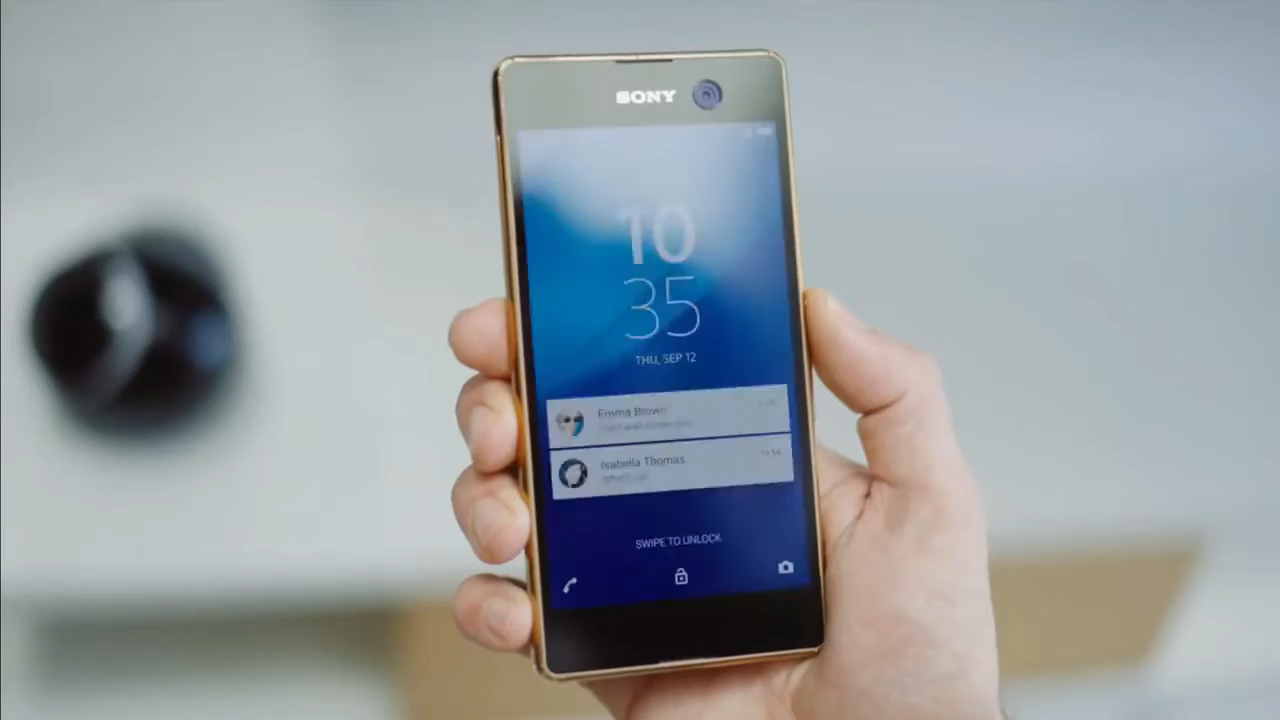 SONY
10
35
THU, SEP 12
Emma Brown
Isabella Thomas
SWIPE TO UNLOCK